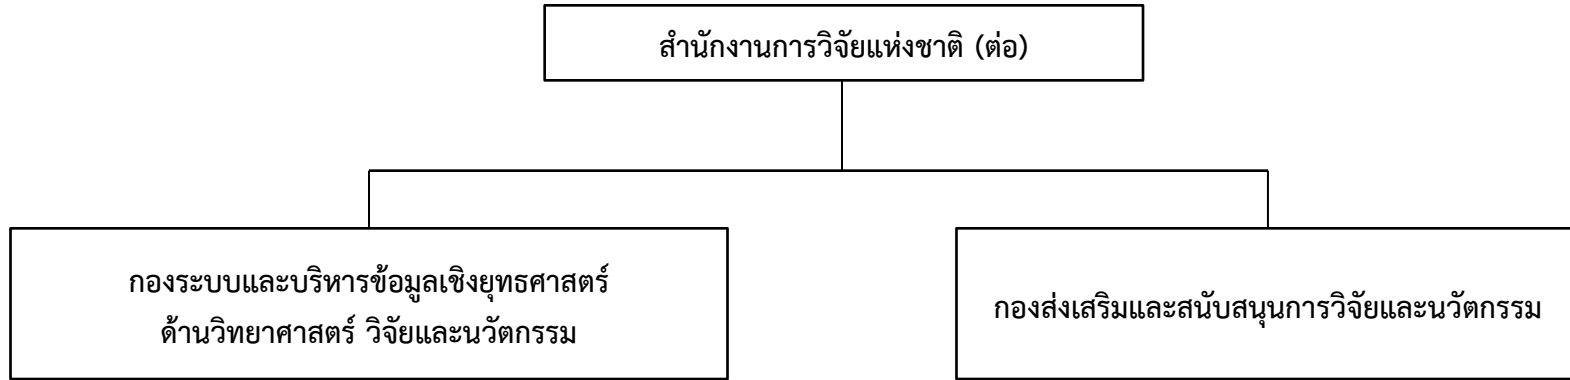 สำนักงานการวิจัยแห่งชาติ (ต่อ)
กองระบบและบริหารข้อมูลเชิงยุทธศาสตร์
ด้านวิทยาศาสตร์ วิจัยและนวัตกรรม
กองส่งเสริมและสนับสนุนการวิจัยและนวัตกรรม